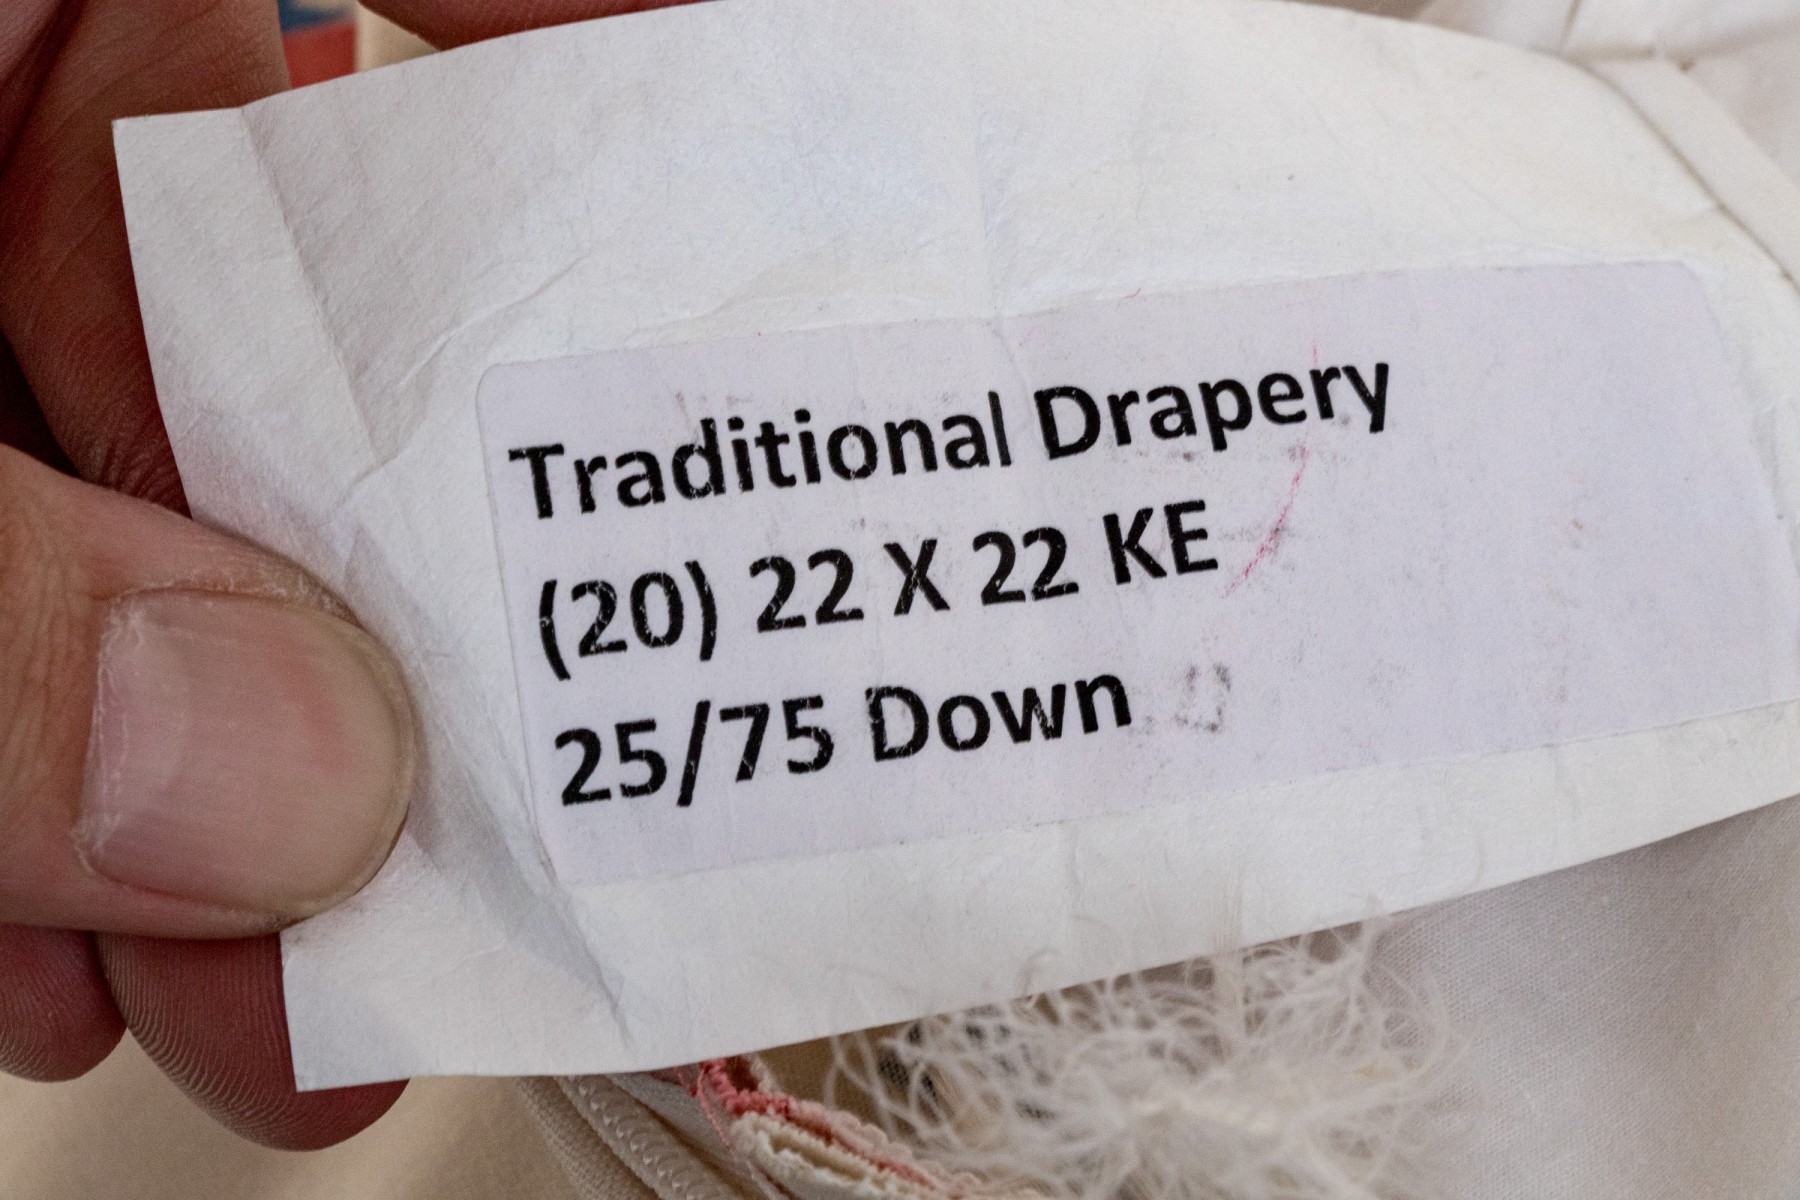 Traditional Drapery
(20) 22 X 22 KE
25/75 Down